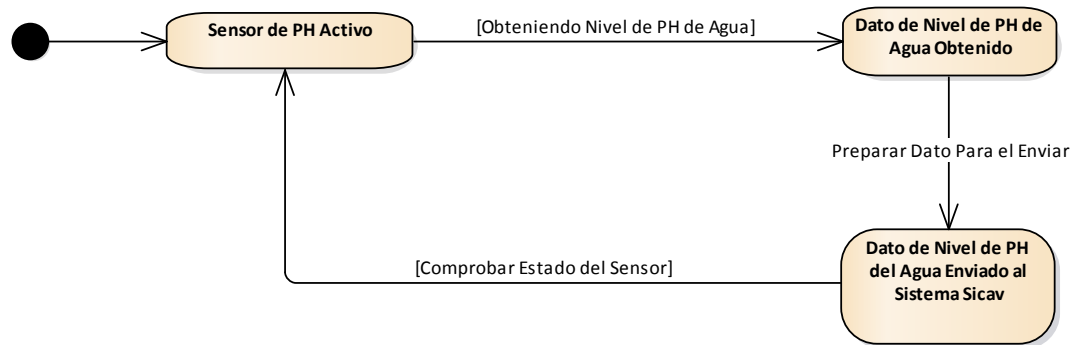 Sensor de PH Activo
[Obteniendo Nivel de PH de Agua]
Dato de Nivel de PH de
Agua Obtenido
Preparar Dato Para el Enviar
Dato de Nivel de PH
del Agua Enviado al
Sistema Sicav
[Comprobar Estado del Sensor]